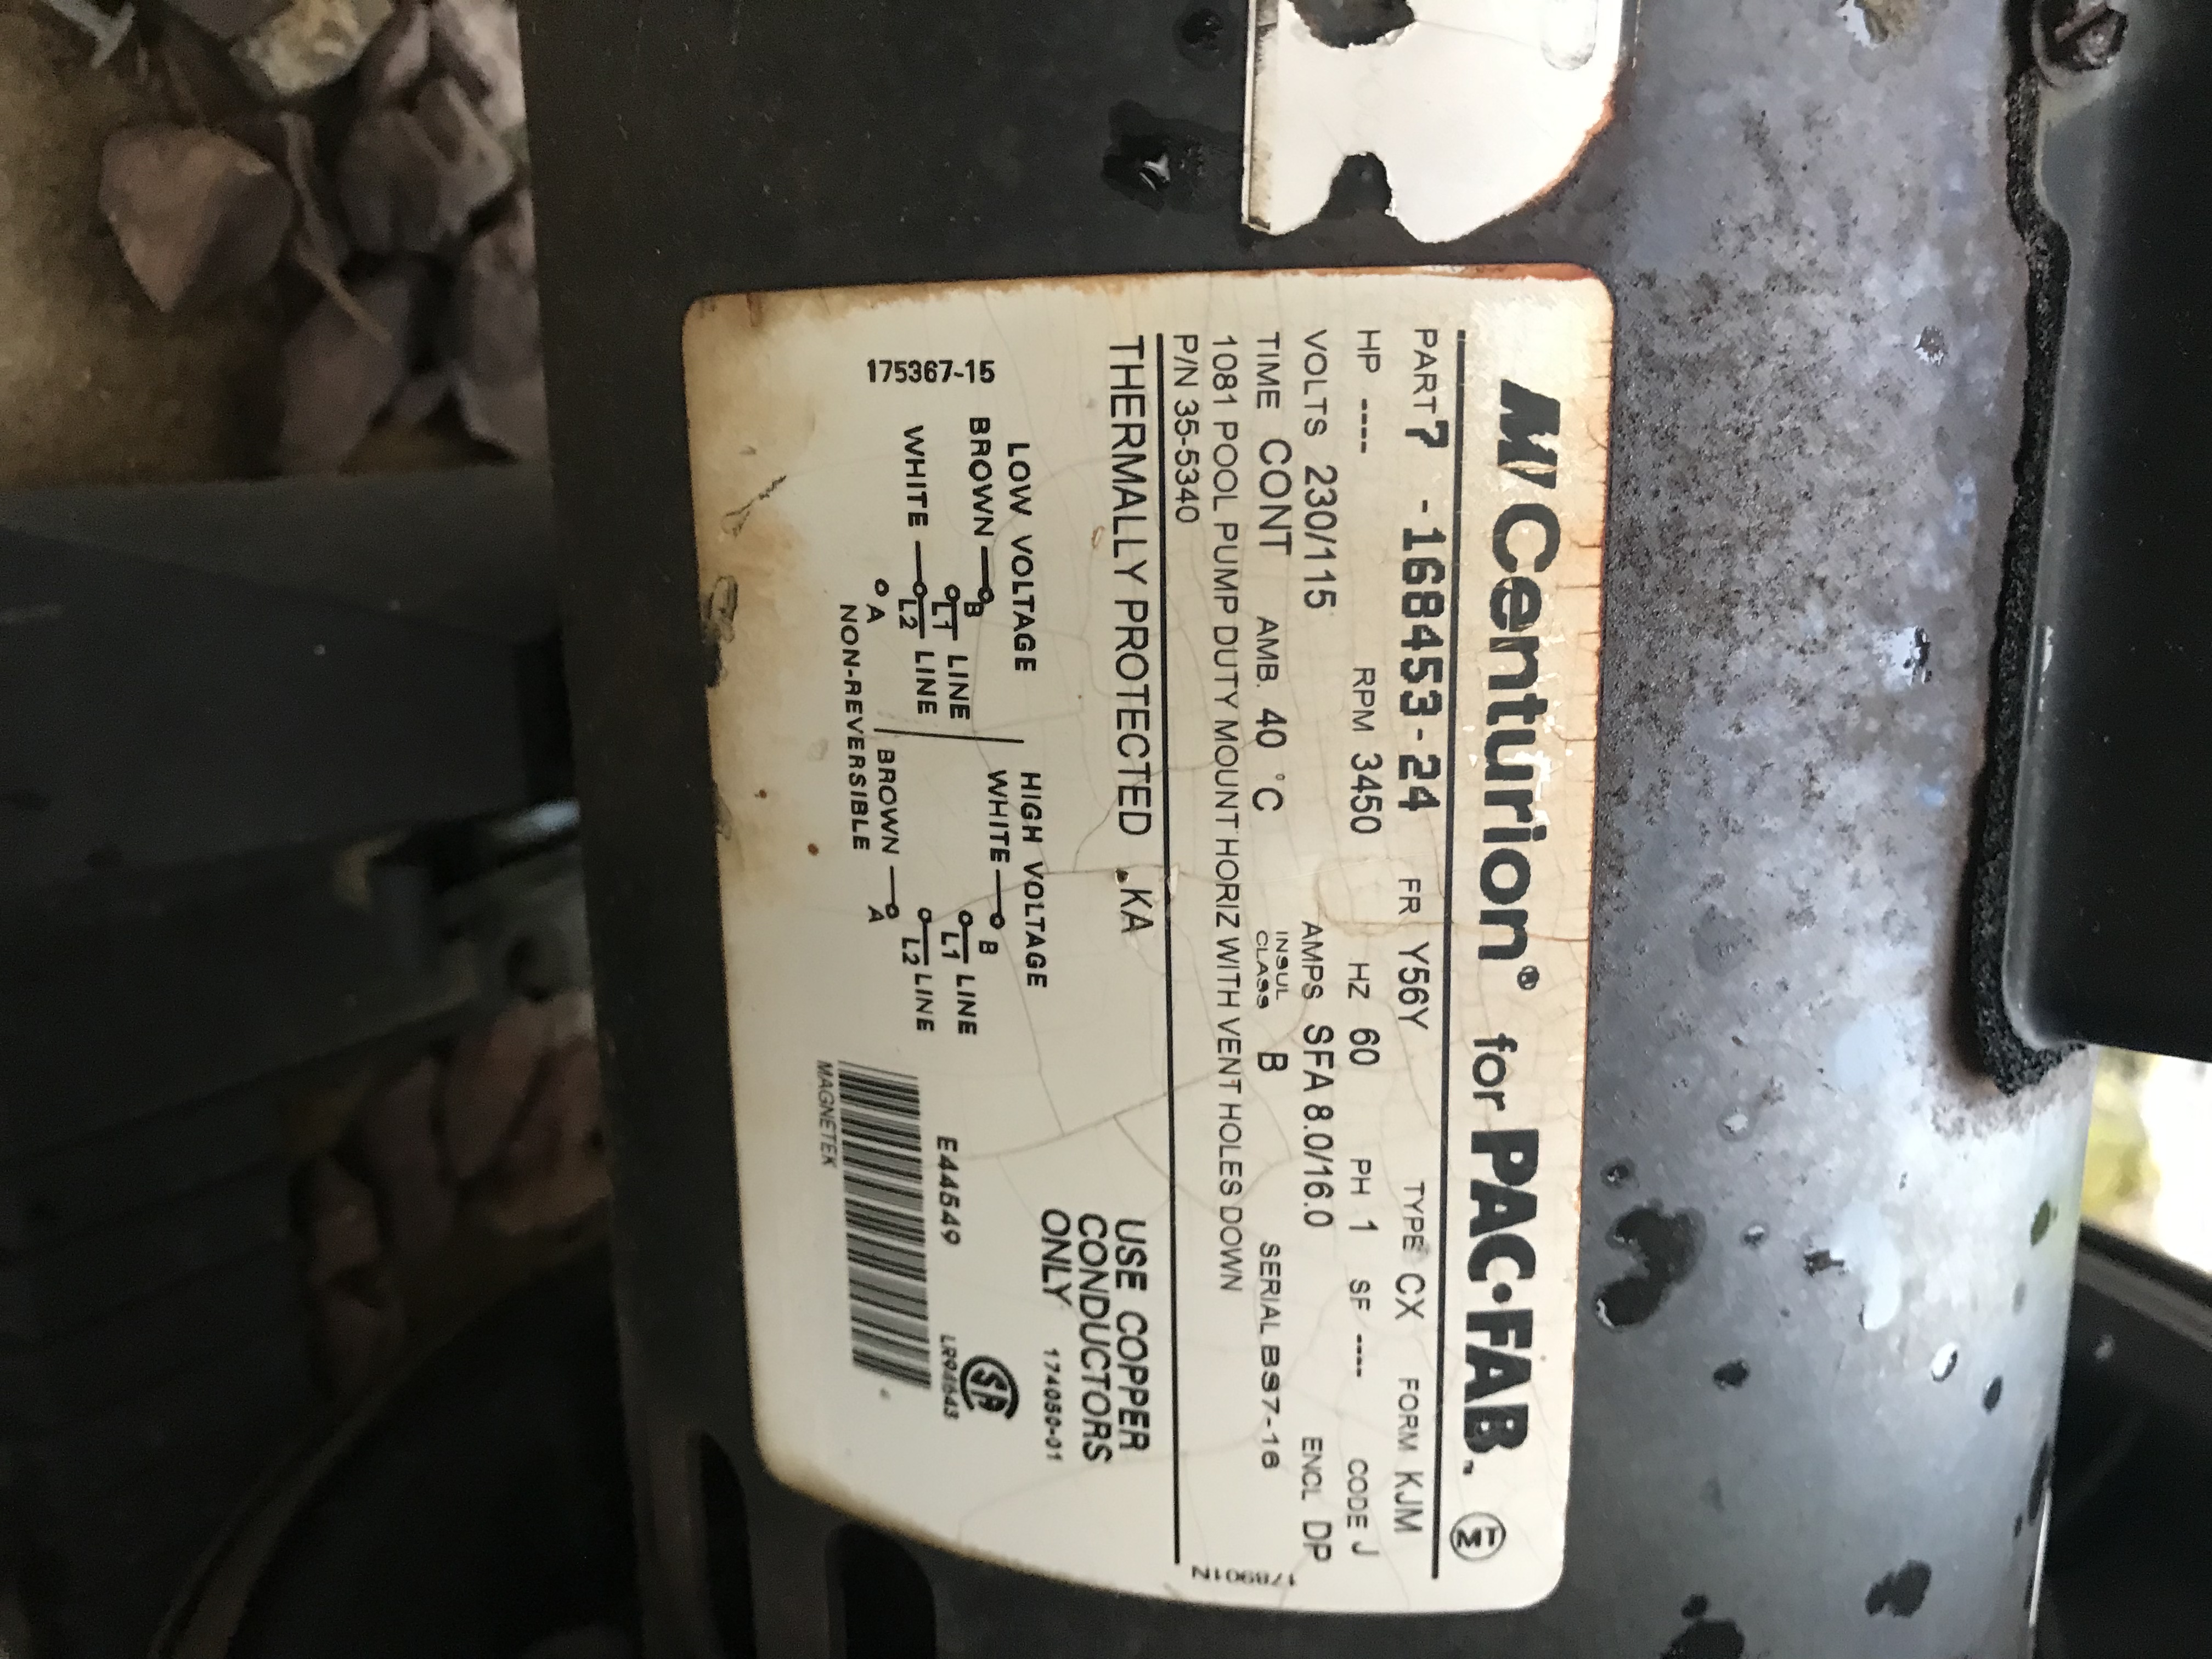 M/Centurion® for PAC•FAB.
PART 7 -168453-24 FR Y56Y TYPE CX FORM KJM
HP ---- RPM 3450 HZ 60 PH 1 SF ---- CODE J
VOLTS 230/115 AMPS SFA 8.0/16.0 ENCL DP
TIME CONT AMB. 40 °C INSUL CLASS B SERIAL B97-16
1081 POOL PUMP DUTY MOUNT HORIZ WITH VENT HOLES DOWN
P/N 35-5340
178901N
THERMALLY PROTECTED KA
USE COPPER
CONDUCTORS
ONLY 174050-01
175367-15
LOW VOLTAGE
BROWN B
L1 LINE
WHITE L2 LINE
A
NON-REVERSIBLE
HIGH VOLTAGE
WHITE B
L1 LINE
L2 LINE
BROWN A
E44549
LR94643
MAGNETEK